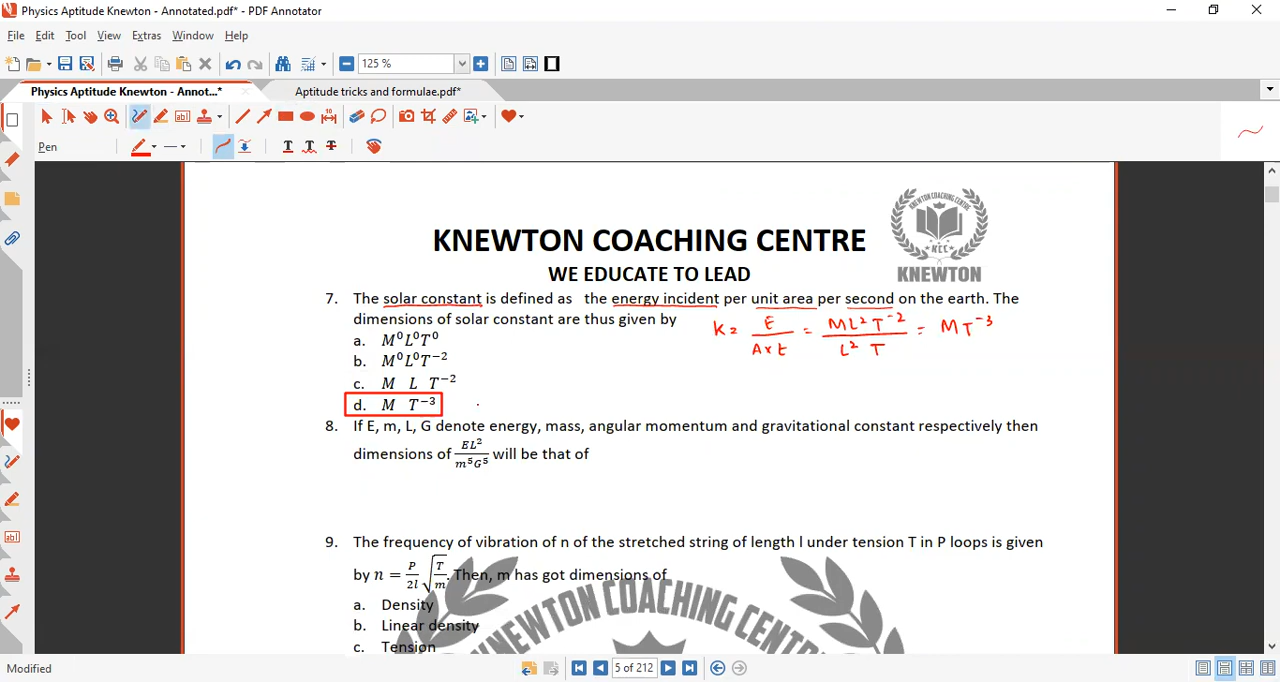 Physics Aptitude Knewton - Annotated.pdf* - PDF Annotator
File Edit Tool View Extras Window Help
125 %
Physics Aptitude Knewton - Annot...* Aptitude tricks and formulae.pdf*
Pen
KNEWTON COACHING CENTRE
WE EDUCATE TO LEAD
KNEWTON COACHING CENTRE
KCC
KNEWTON
7. The solar constant is defined as the energy incident per unit area per second on the earth. The
dimensions of solar constant are thus given by
K = E / A×t = ML²T⁻² / L² T = MT⁻³
a. M⁰L⁰T⁰
b. M⁰L⁰T⁻²
c. M L T⁻²
d. M T⁻³
8. If E, m, L, G denote energy, mass, angular momentum and gravitational constant respectively then
dimensions of EL²/m⁵G⁵ will be that of
9. The frequency of vibration of n of the stretched string of length l under tension T in P loops is given
by n = P/2l √T/m. Then, m has got dimensions of
a. Density
b. Linear density
c. Tension
KNEWTON COACHING CENTRE
Modified 5 of 212